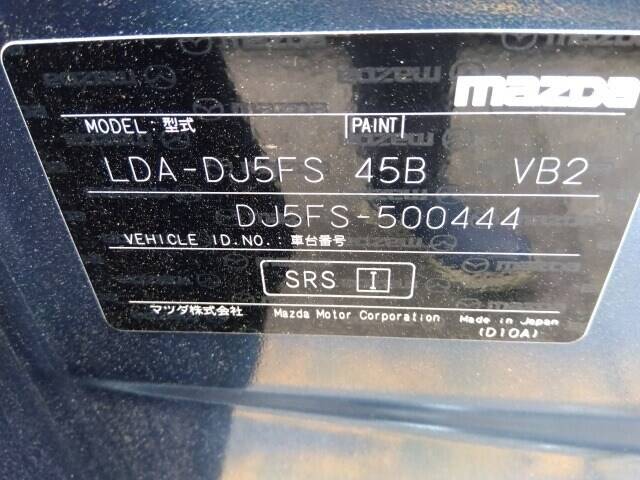 mazda
MODEL : 型式 PAINT
LDA-DJ5FS 45B VB2
DJ5FS-500444
VEHICLE ID.NO.: 車台番号
SRS I
マツダ株式会社 Mazda Motor Corporation Made in Japan
(D10A)